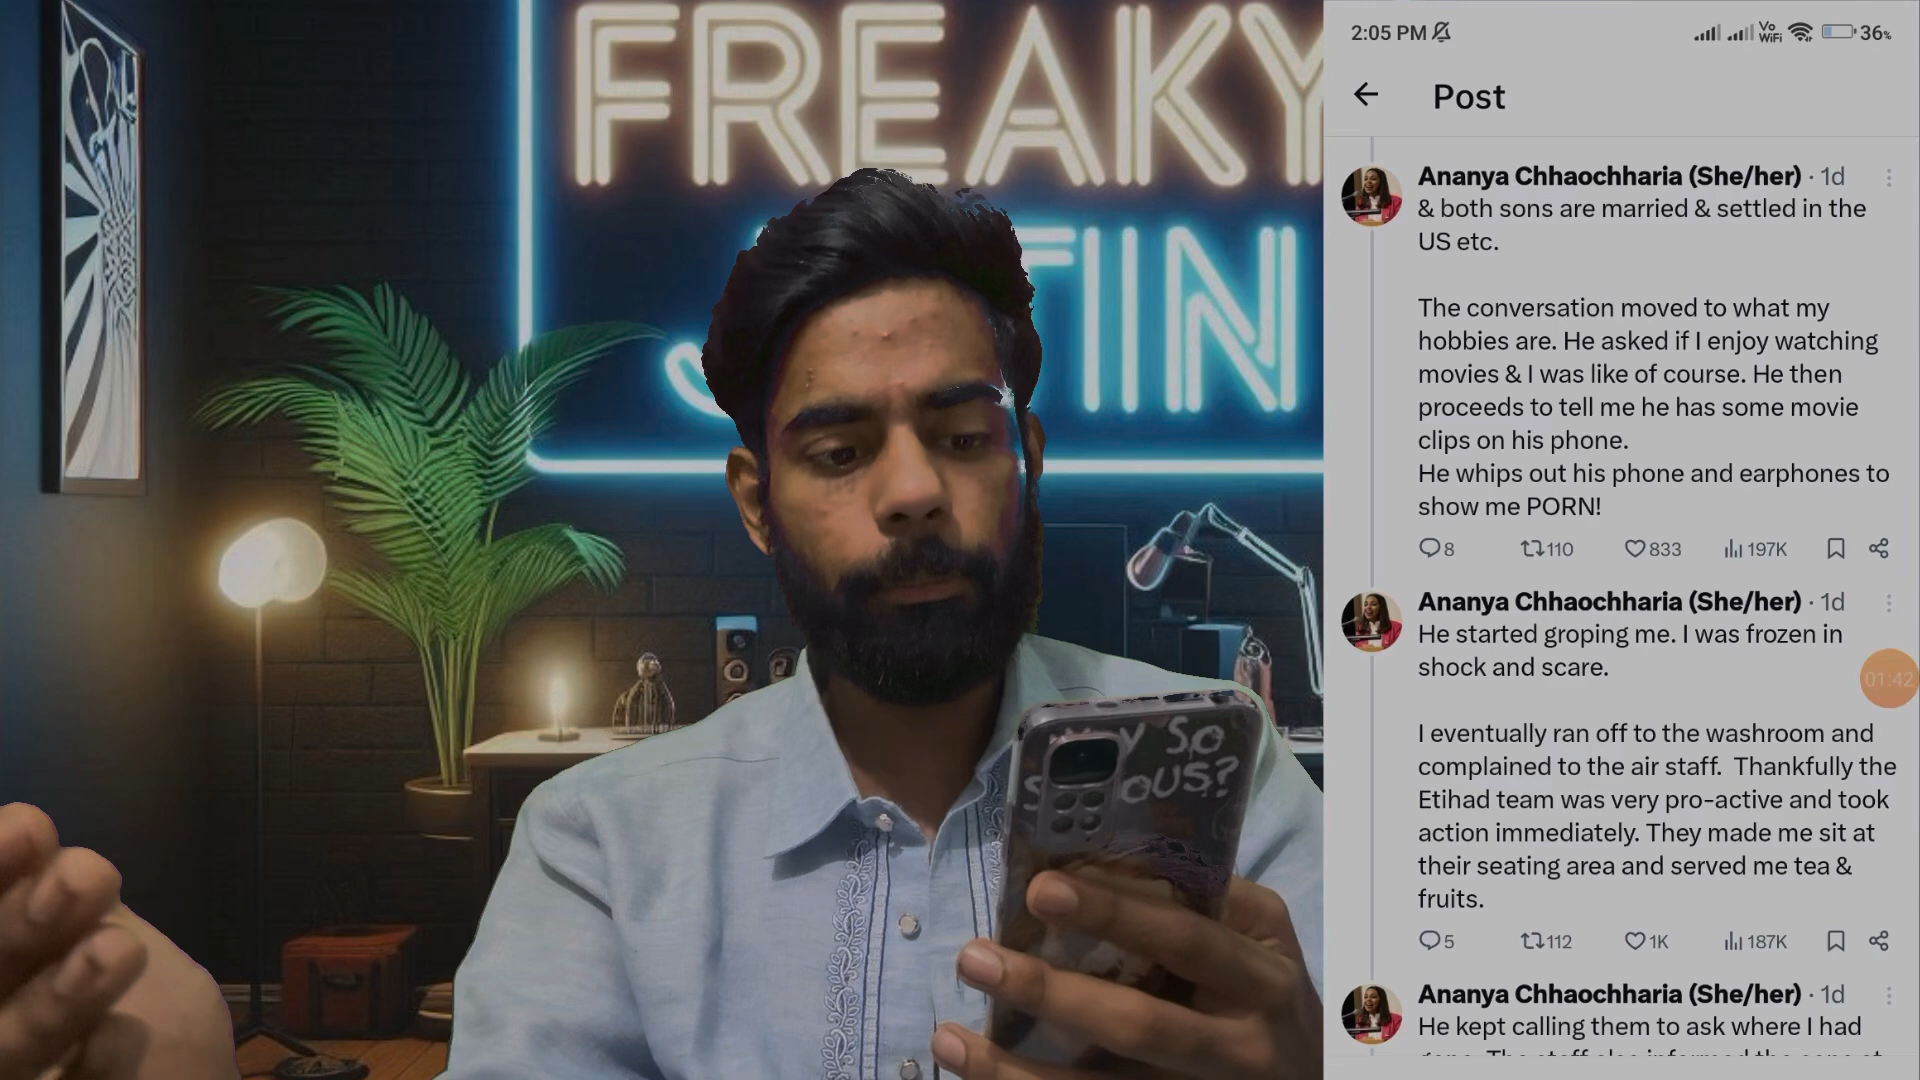 FREAKY
J TIN
WHY SO
S OUS?
2:05 PM
Vo
WiFi
36%
Post
Ananya Chhaochharia (She/her) · 1d
& both sons are married & settled in the
US etc.
The conversation moved to what my
hobbies are. He asked if I enjoy watching
movies & I was like of course. He then
proceeds to tell me he has some movie
clips on his phone.
He whips out his phone and earphones to
show me PORN!
8 110 833 197K
Ananya Chhaochharia (She/her) · 1d
He started groping me. I was frozen in
shock and scare.
01:42
I eventually ran off to the washroom and
complained to the air staff. Thankfully the
Etihad team was very pro-active and took
action immediately. They made me sit at
their seating area and served me tea &
fruits.
5 112 1K 187K
Ananya Chhaochharia (She/her) · 1d
He kept calling them to ask where I had